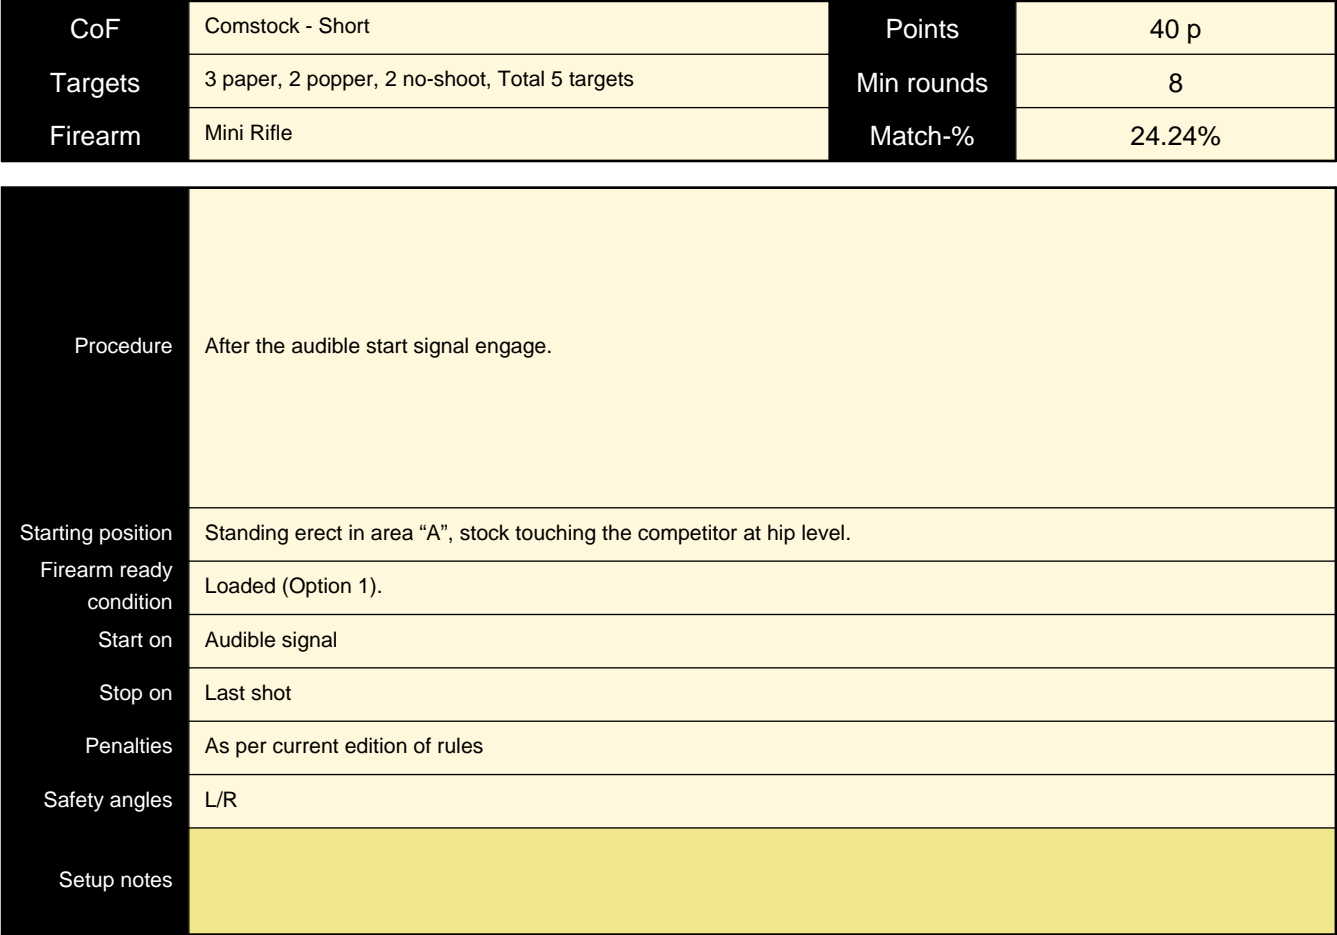 CoF Comstock - Short Points 40 p
Targets 3 paper, 2 popper, 2 no-shoot, Total 5 targets Min rounds 8
Firearm Mini Rifle Match-% 24.24%
Procedure After the audible start signal engage.
Starting position Standing erect in area “A”, stock touching the competitor at hip level.
Firearm ready
condition Loaded (Option 1).
Start on Audible signal
Stop on Last shot
Penalties As per current edition of rules
Safety angles L/R
Setup notes